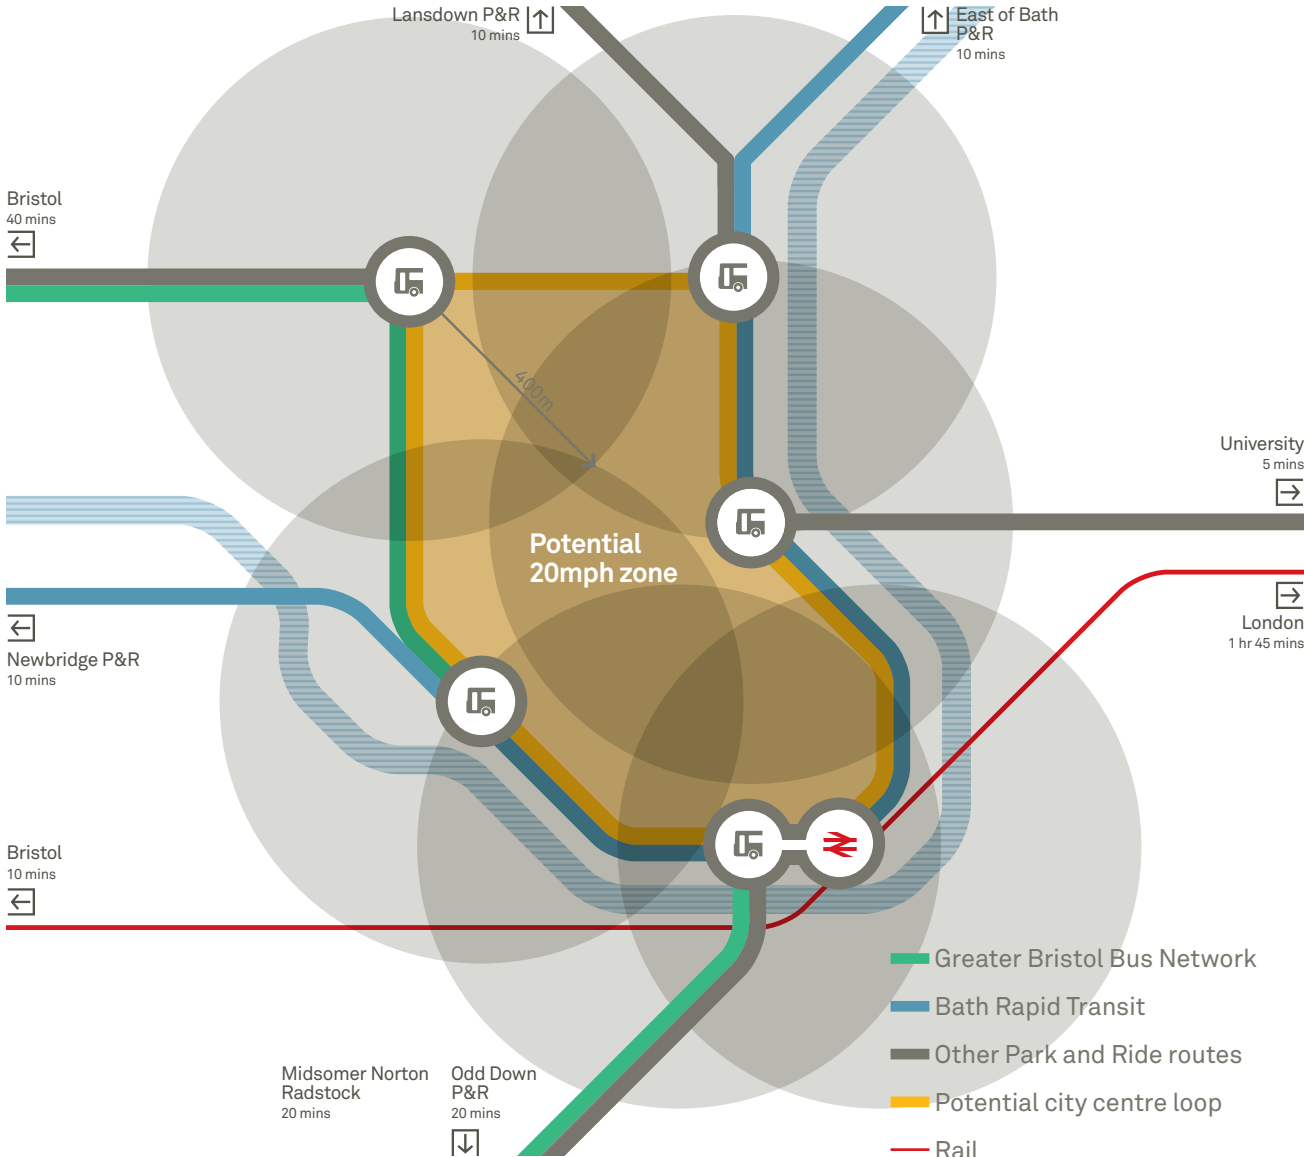 Lansdown P&R
10 mins
East of Bath
P&R
10 mins
Bristol
40 mins
400m
University
5 mins
Potential
20mph zone
London
1 hr 45 mins
Newbridge P&R
10 mins
Bristol
10 mins
Greater Bristol Bus Network
Bath Rapid Transit
Other Park and Ride routes
Potential city centre loop
Rail
Midsomer Norton
Radstock
20 mins
Odd Down
P&R
20 mins